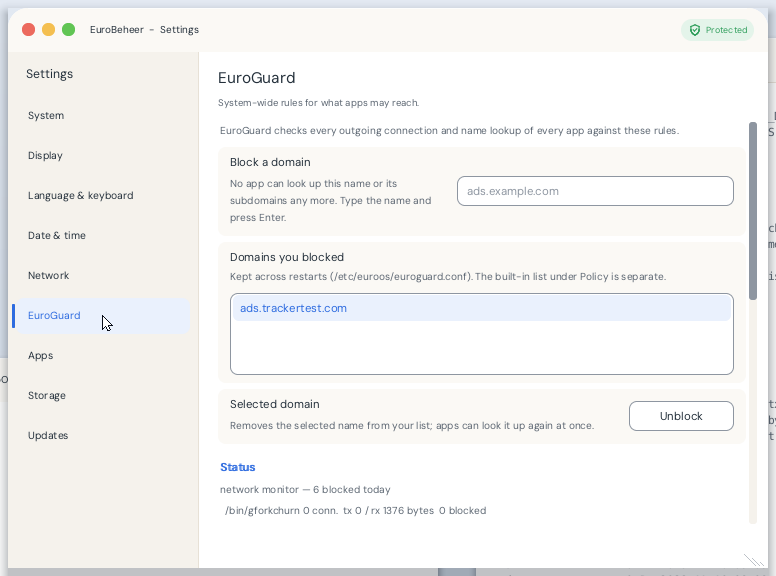 EuroBeheer - Settings
Protected
Settings
System
Display
Language & keyboard
Date & time
Network
EuroGuard
Apps
Storage
Updates
EuroGuard
System-wide rules for what apps may reach.
EuroGuard checks every outgoing connection and name lookup of every app against these rules.
Block a domain
No app can look up this name or its
subdomains any more. Type the name and
press Enter.
ads.example.com
Domains you blocked
Kept across restarts (/etc/euroos/euroguard.conf). The built-in list under Policy is separate.
ads.trackertest.com
Selected domain
Removes the selected name from your list; apps can look it up again at once.
Unblock
Status
network monitor — 6 blocked today
/bin/gforkchurn 0 conn. tx 0 / rx 1376 bytes 0 blocked